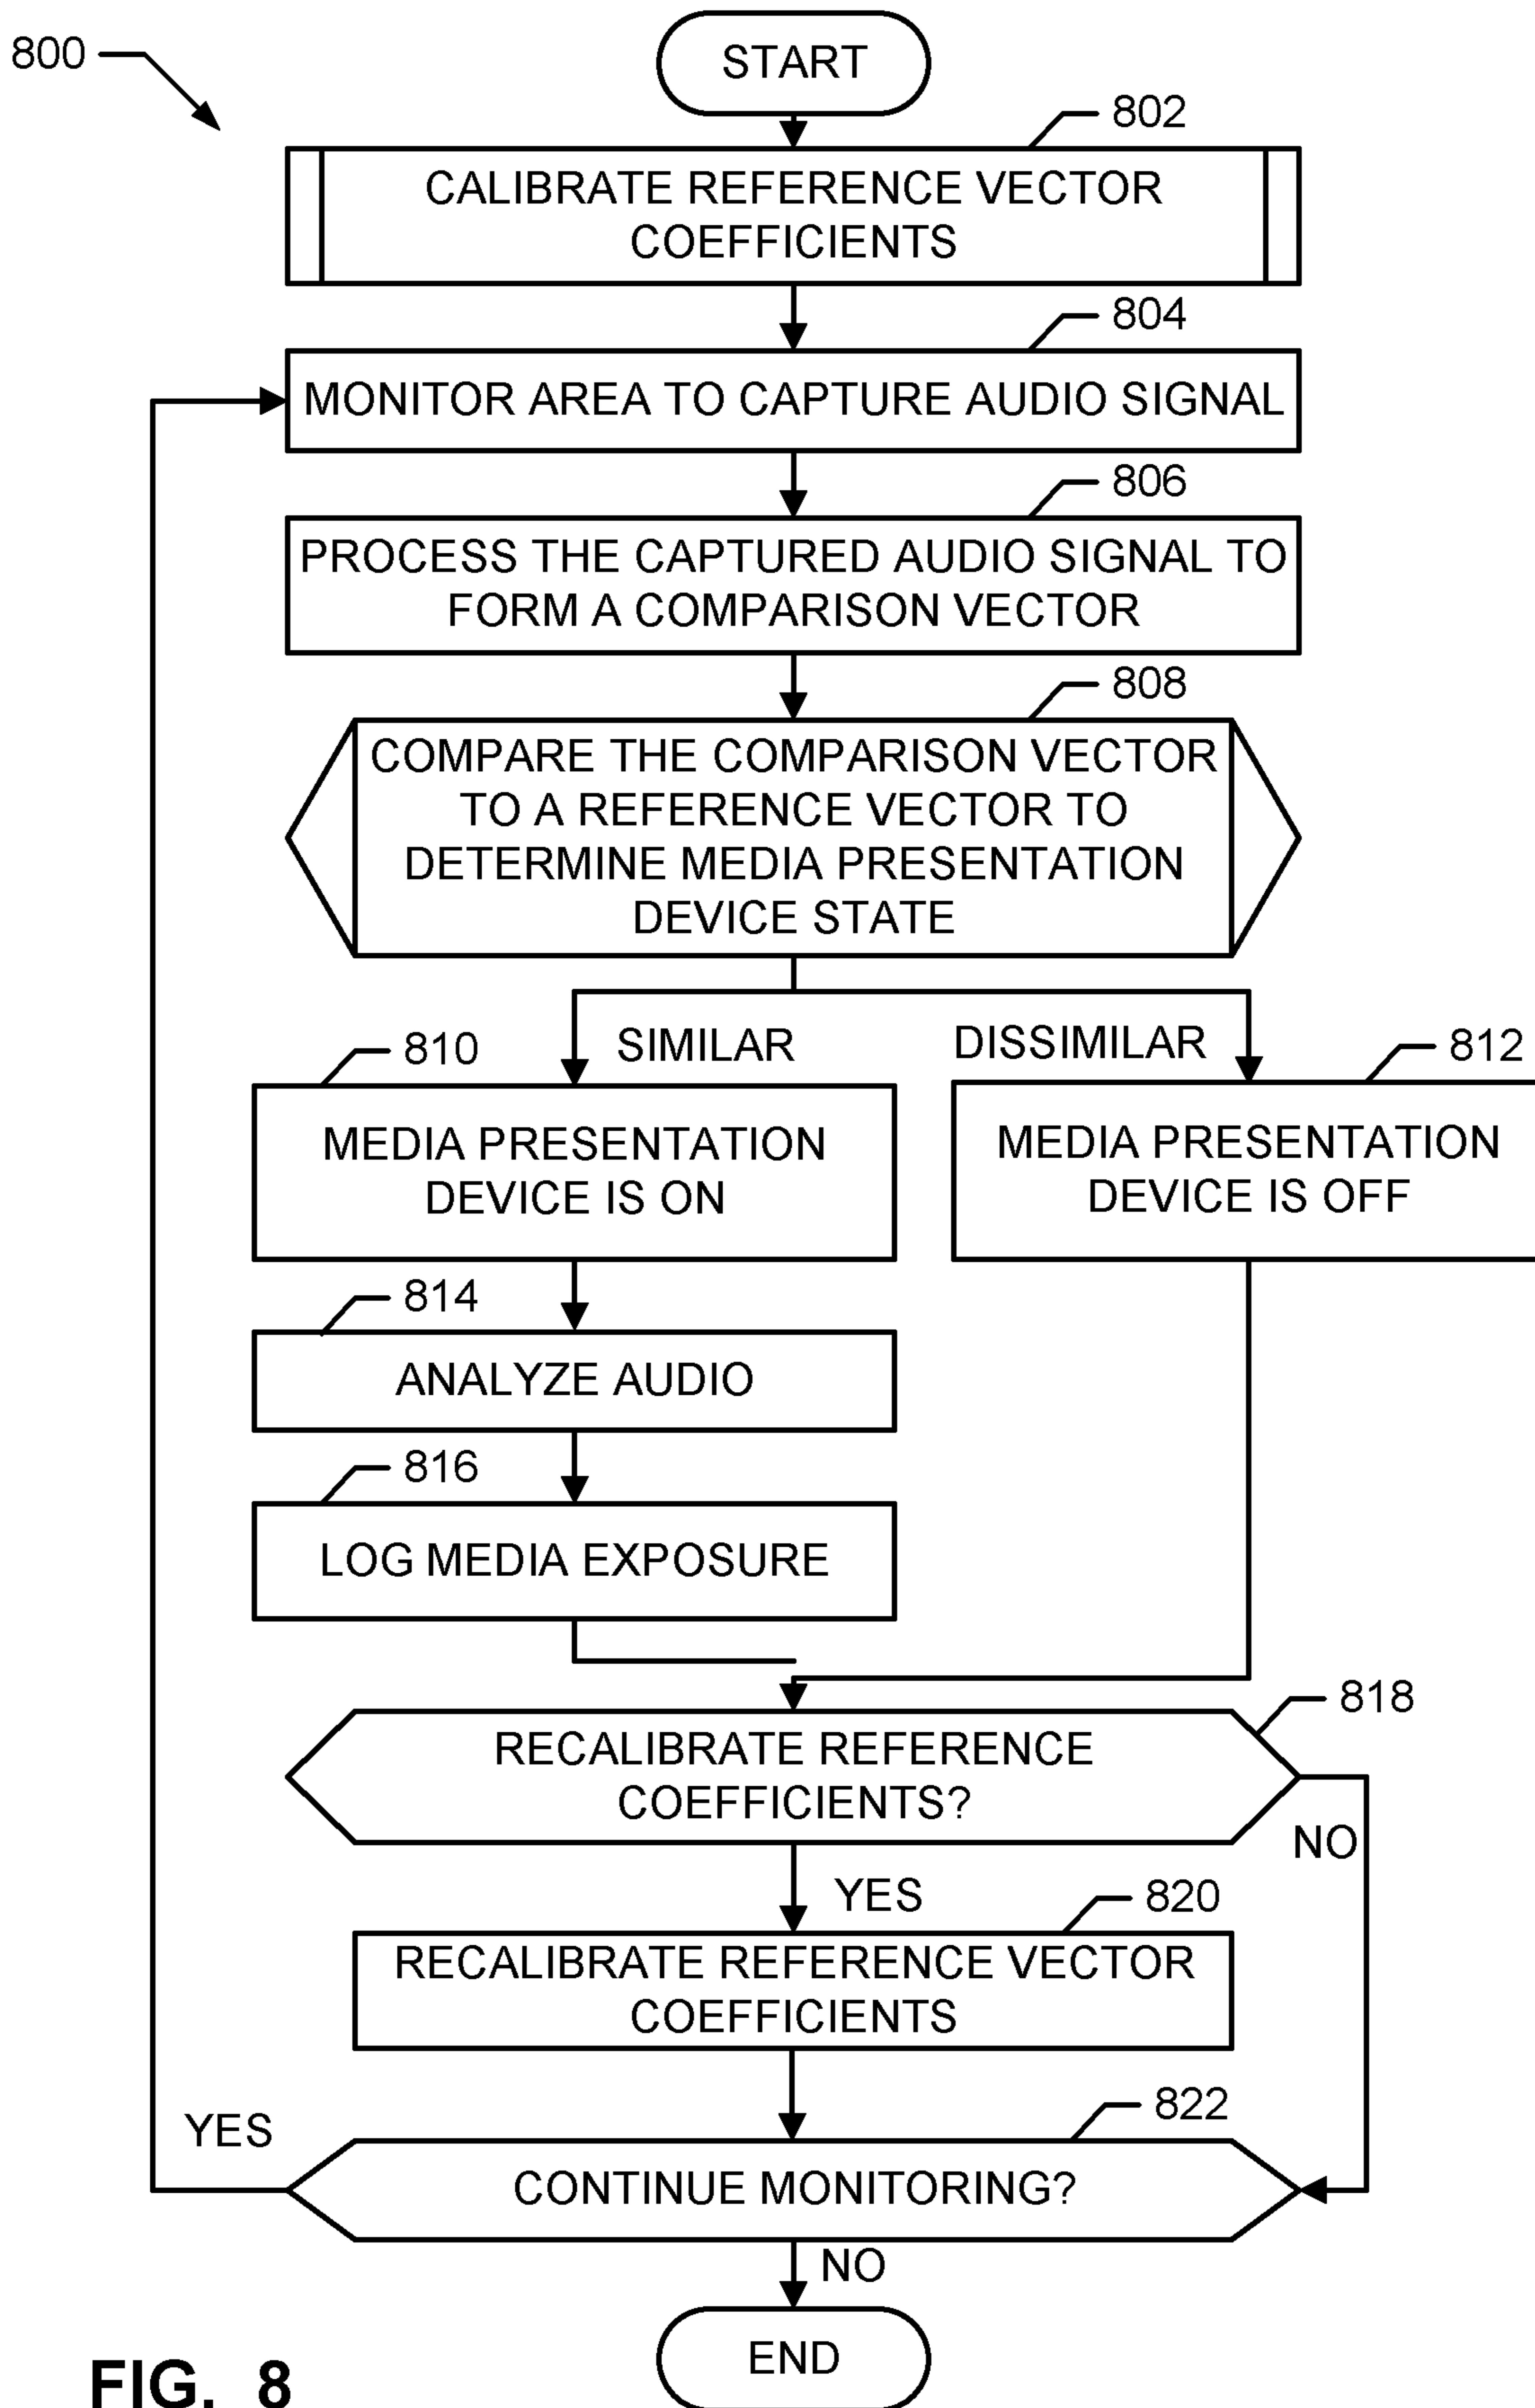 800
START
802
CALIBRATE REFERENCE VECTOR
COEFFICIENTS
804
MONITOR AREA TO CAPTURE AUDIO SIGNAL
806
PROCESS THE CAPTURED AUDIO SIGNAL TO
FORM A COMPARISON VECTOR
808
COMPARE THE COMPARISON VECTOR
TO A REFERENCE VECTOR TO
DETERMINE MEDIA PRESENTATION
DEVICE STATE
810
SIMILAR
DISSIMILAR
812
MEDIA PRESENTATION
DEVICE IS ON
MEDIA PRESENTATION
DEVICE IS OFF
814
ANALYZE AUDIO
816
LOG MEDIA EXPOSURE
818
RECALIBRATE REFERENCE
COEFFICIENTS?
NO
YES
820
RECALIBRATE REFERENCE VECTOR
COEFFICIENTS
822
YES
CONTINUE MONITORING?
NO
END
FIG. 8